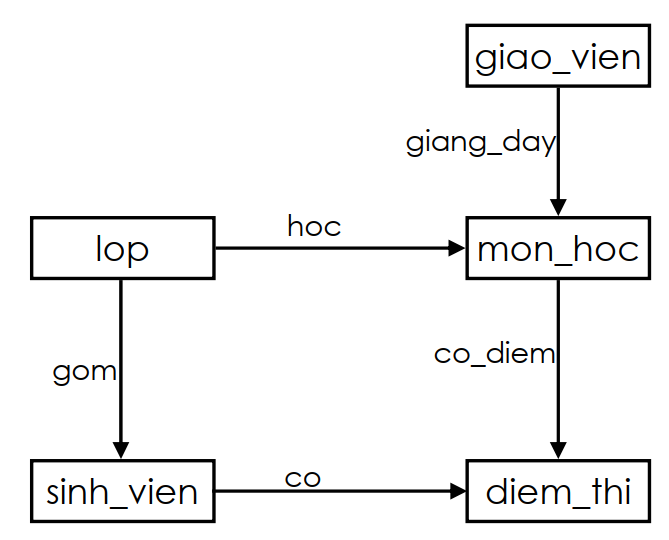 giao_vien
giang_day
hoc
lop
mon_hoc
co_diem
gom
co
sinh_vien
diem_thi